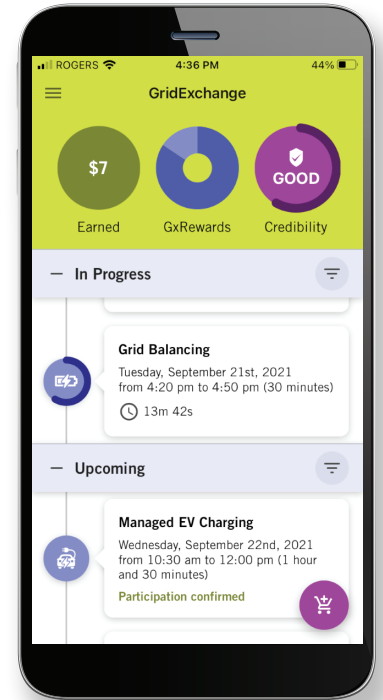 ROGERS 4:36 PM 44%
GridExchange
$7
GOOD
Earned GxRewards Credibility
In Progress
Grid Balancing
Tuesday, September 21st, 2021
from 4:20 pm to 4:50 pm (30 minutes)
13m 42s
Upcoming
Managed EV Charging
Wednesday, September 22nd, 2021
from 10:30 am to 12:00 pm (1 hour
and 30 minutes)
Participation confirmed